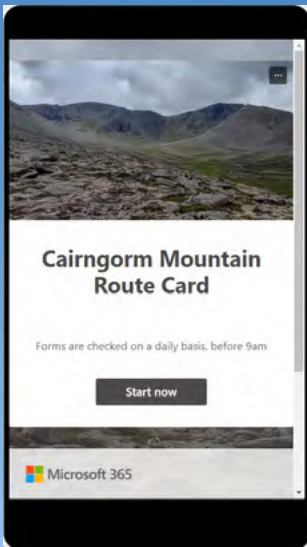 Cairngorm Mountain
Route Card
Forms are checked on a daily basis, before 9am
Start now
Microsoft 365